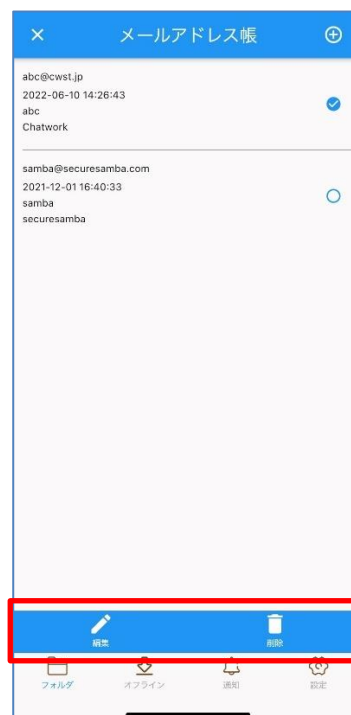 メールアドレス帳
abc@cwst.jp
2022-06-10 14:26:43
abc
Chatwork
samba@securesamba.com
2021-12-01 16:40:33
samba
securesamba
編集 削除
フォルダ オフライン 通知 設定